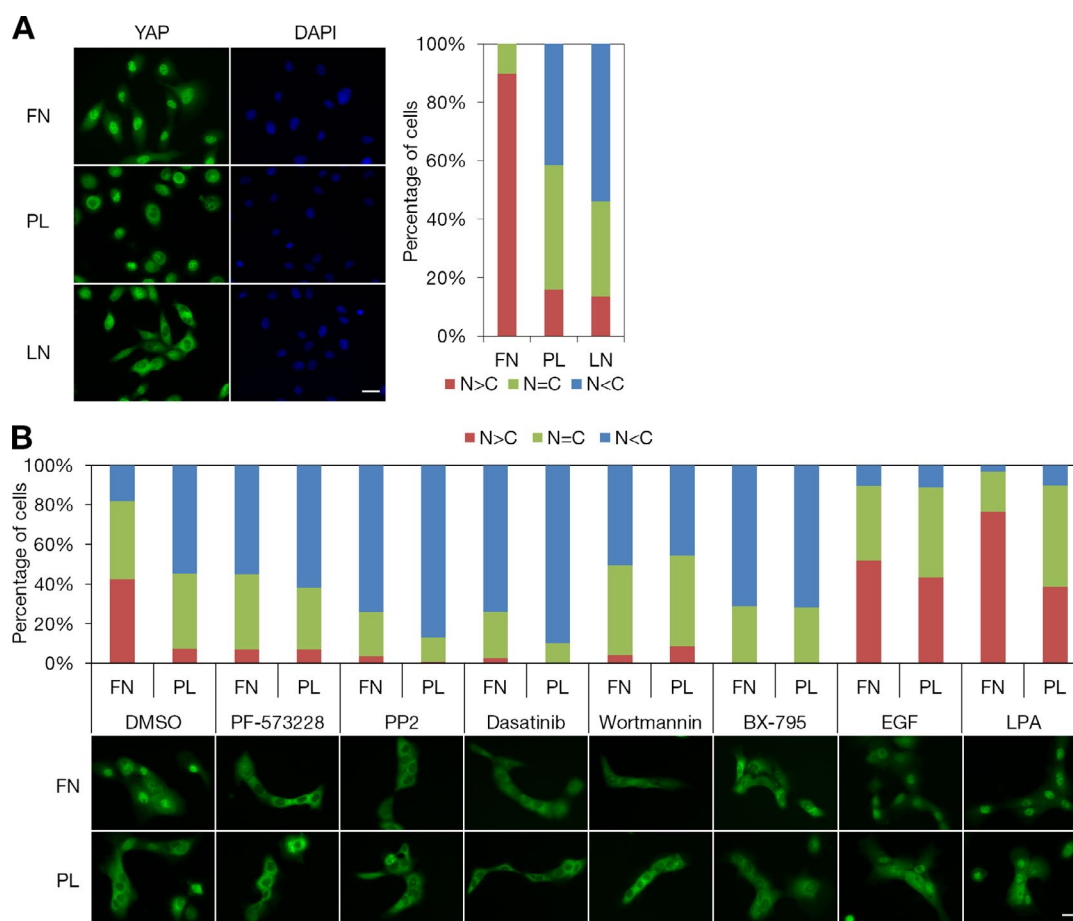 A
YAP DAPI
FN
PL
LN
Percentage of cells
100%
80%
60%
40%
20%
0%
FN PL LN
N>C N=C N<C
B
N>C N=C N<C
Percentage of cells
100%
80%
60%
40%
20%
0%
FN PL FN PL FN PL FN PL FN PL FN PL FN PL FN PL
DMSO PF-573228 PP2 Dasatinib Wortmannin BX-795 EGF LPA
FN
PL